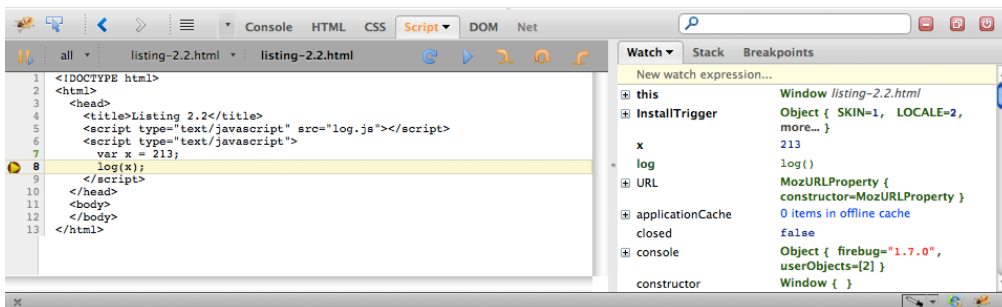 Console HTML CSS Script DOM Net
all listing-2.2.html listing-2.2.html
1 <!DOCTYPE html>
2 <html>
3 <head>
4 <title>Listing 2.2</title>
5 <script type="text/javascript" src="log.js"></script>
6 <script type="text/javascript">
7 var x = 213;
8 log(x);
9 </script>
10 </head>
11 <body>
12 </body>
13 </html>
Watch Stack Breakpoints
New watch expression...
this Window listing-2.2.html
InstallTrigger Object { SKIN=1, LOCALE=2,
more... }
x 213
log log()
URL MozURLProperty {
constructor=MozURLProperty }
applicationCache 0 items in offline cache
closed false
console Object { firebug="1.7.0",
userObjects=[2] }
constructor Window { }